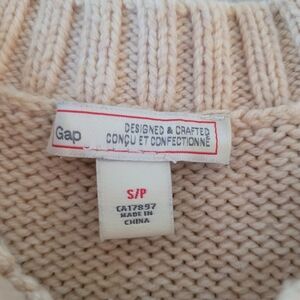 Gap
DESIGNED & CRAFTED
CONÇU ET CONFECTIONNÉ
S/P
CA17897
MADE IN
CHINA